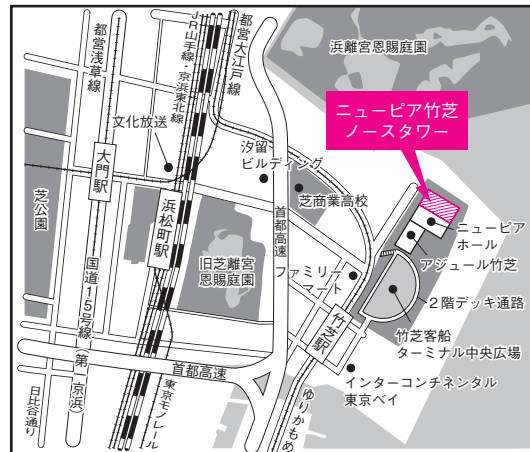 都営浅草線
JR山手線・京浜東北線
都営大江戸線
浜離宮恩賜庭園
ニューピア竹芝
ノースタワー
文化放送
大門駅
汐留
ビルディング
芝商業高校
芝公園
浜松町駅
旧芝離宮
恩賜庭園
首都高速
ファミリー
マート
ニューピア
ホール
アジュール竹芝
2階デッキ通路
竹芝駅
竹芝客船
ターミナル中央広場
国道15号線(第一京浜)
首都高速
インターコンチネンタル
東京ベイ
日比谷通り
東京モノレール
ゆりかもめ